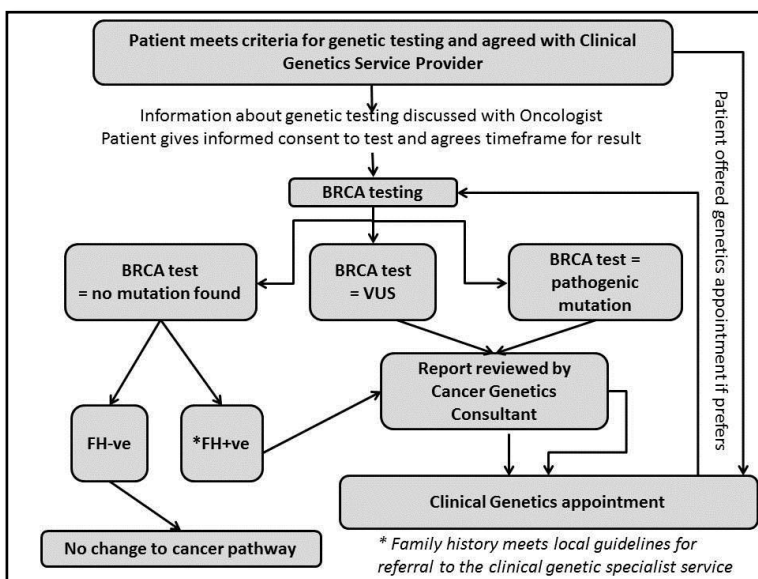 Patient meets criteria for genetic testing and agreed with Clinical
Genetics Service Provider
Information about genetic testing discussed with Oncologist
Patient gives informed consent to test and agrees timeframe for result
Patient offered genetics appointment if prefers
BRCA testing
BRCA test
= no mutation found
BRCA test
= VUS
BRCA test =
pathogenic
mutation
Report reviewed by
Cancer Genetics
Consultant
FH-ve
*FH+ve
Clinical Genetics appointment
No change to cancer pathway
* Family history meets local guidelines for
referral to the clinical genetic specialist service